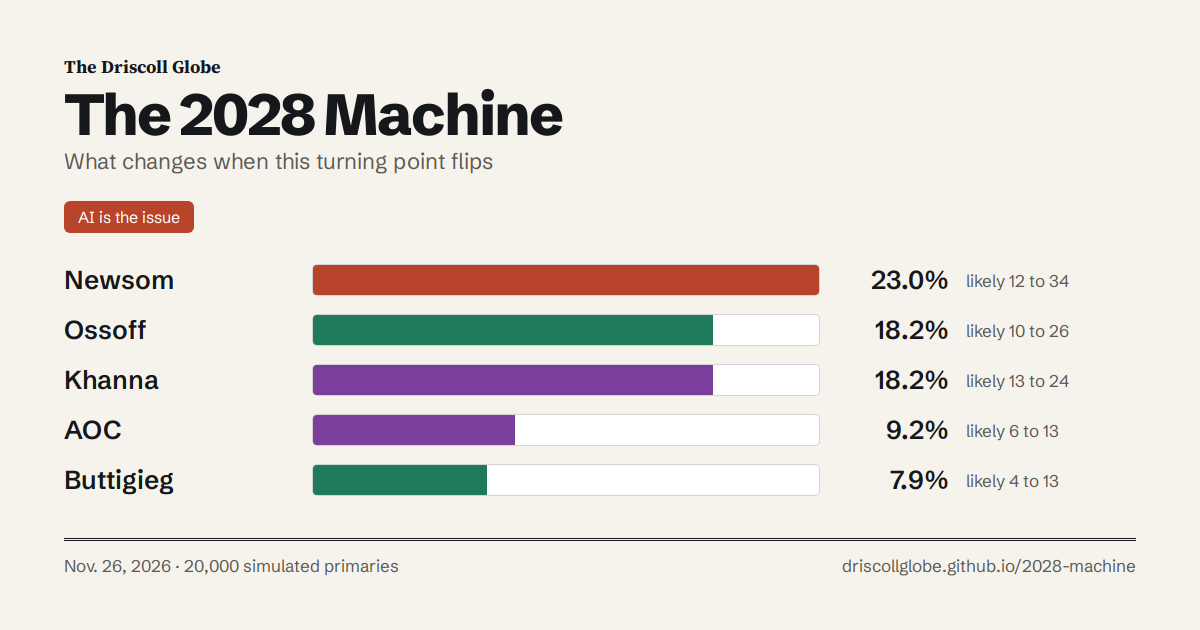 The Driscoll Globe
The 2028 Machine
What changes when this turning point flips
AI is the issue
Newsom 23.0% likely 12 to 34
Ossoff 18.2% likely 10 to 26
Khanna 18.2% likely 13 to 24
AOC 9.2% likely 6 to 13
Buttigieg 7.9% likely 4 to 13
Nov. 26, 2026 · 20,000 simulated primaries driscollglobe.github.io/2028-machine